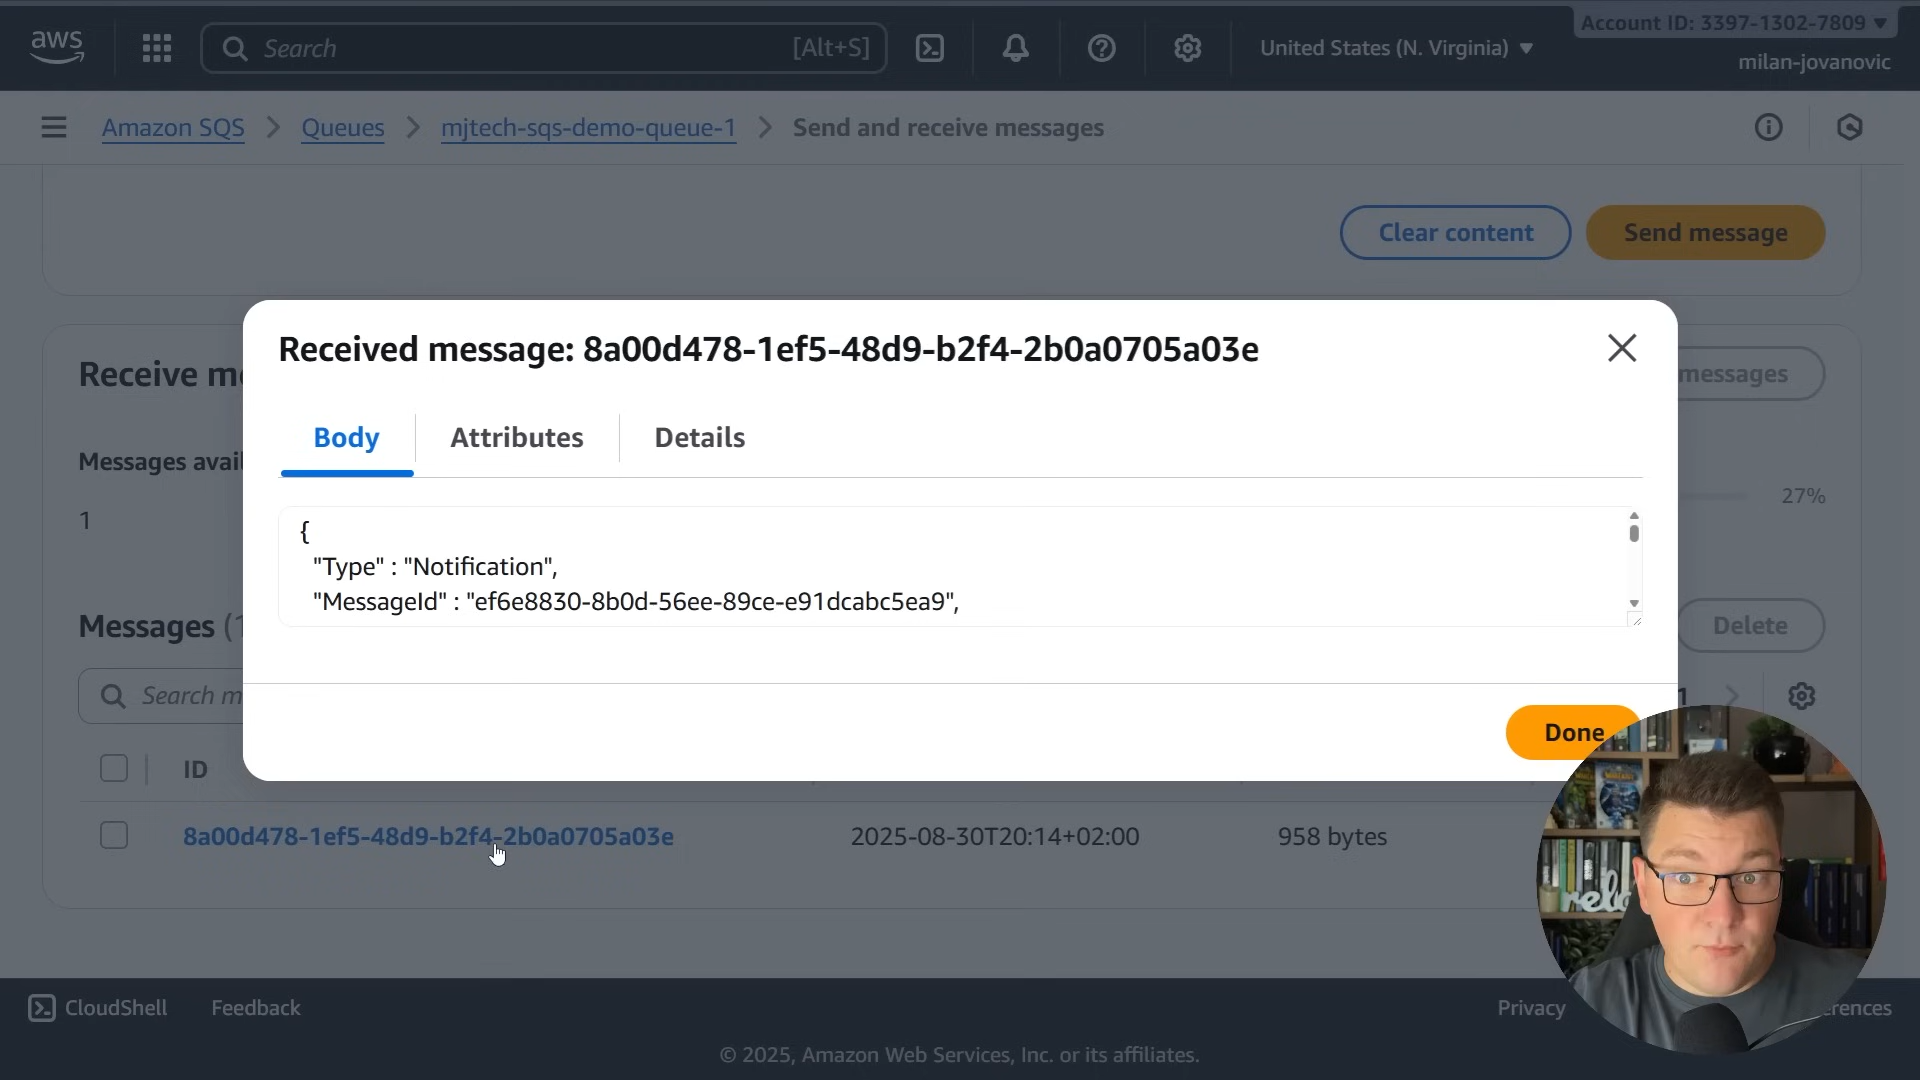 aws
Search
[Alt+S]
United States (N. Virginia)
Account ID: 3397-1302-7809
milan-jovanovic
Amazon SQS
Queues
mjtech-sqs-demo-queue-1
Send and receive messages
Clear content
Send message
Received message: 8a00d478-1ef5-48d9-b2f4-2b0a0705a03e
Receive me
messages
Body
Attributes
Details
Messages avail
1
27%
{
"Type" : "Notification",
"MessageId" : "ef6e8830-8b0d-56ee-89ce-e91dcabc5ea9",
Messages (1
Delete
Search m
1
Done
ID
8a00d478-1ef5-48d9-b2f4-2b0a0705a03e
2025-08-30T20:14+02:00
958 bytes
CloudShell
Feedback
Privacy
erences
© 2025, Amazon Web Services, Inc. or its affiliates.